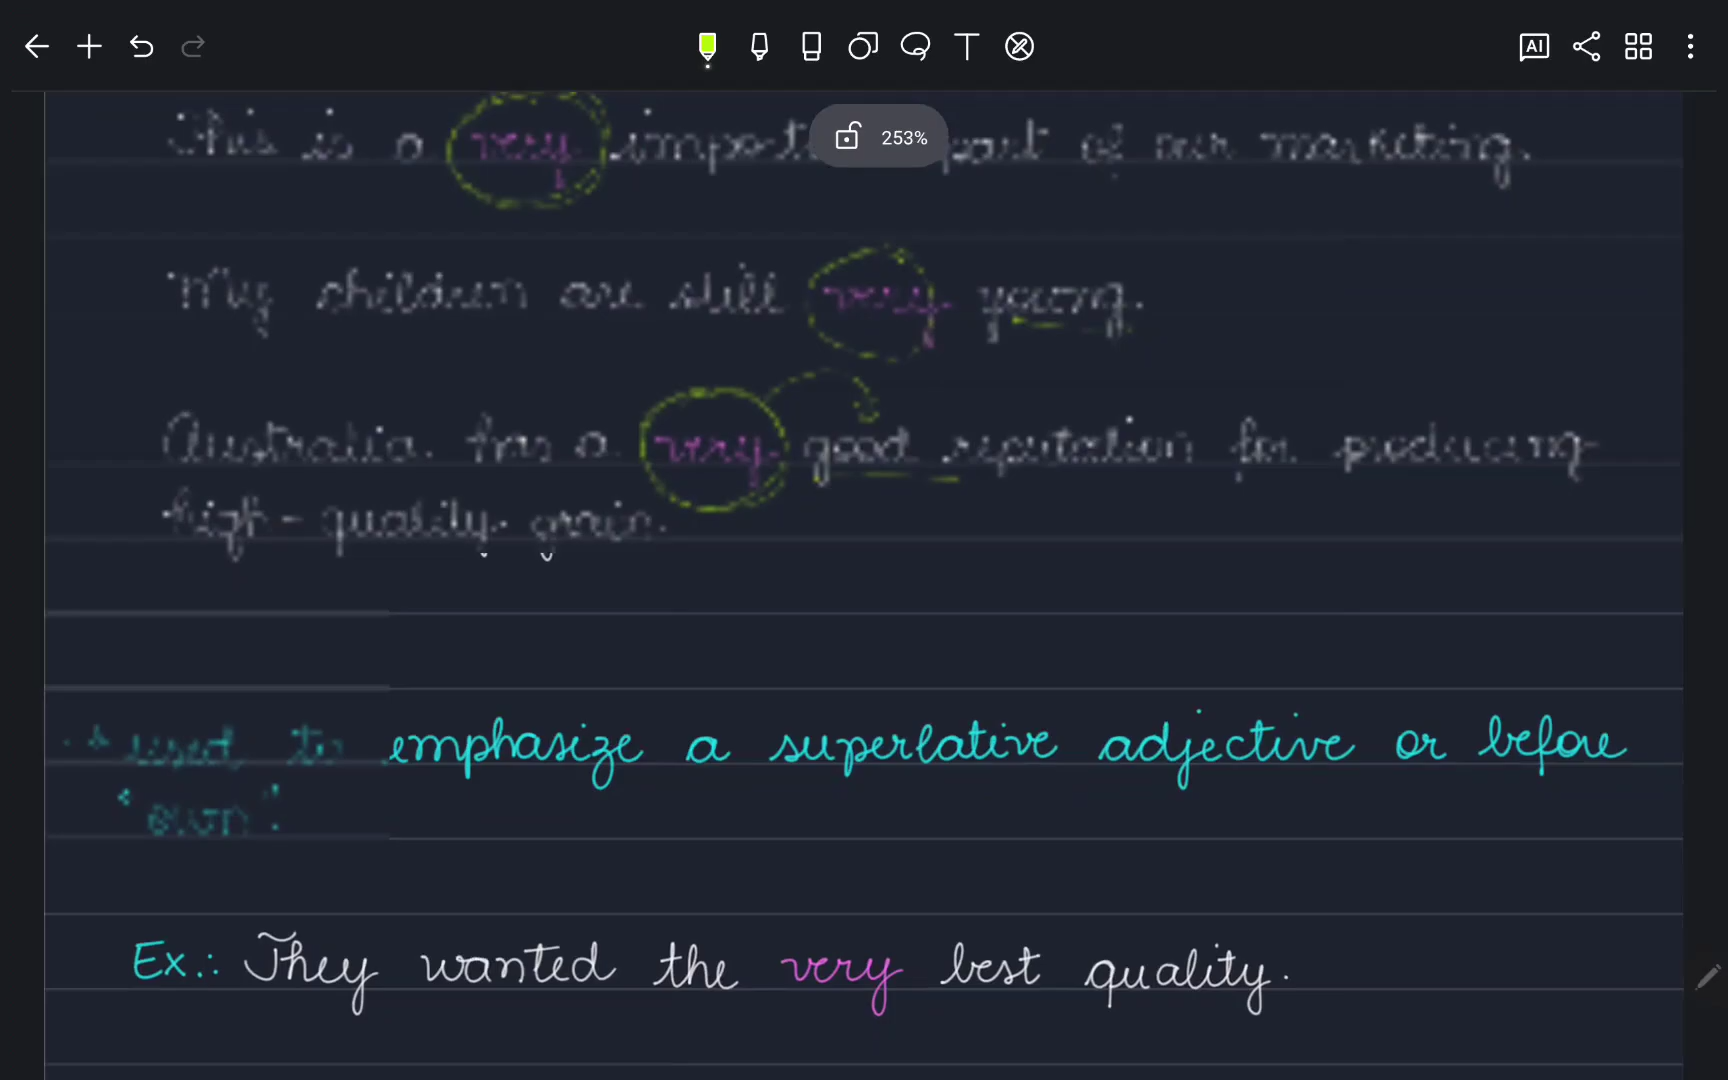 AI
253%
This is a very import part of our marketing.
My children are still very young.
Australia has a very good reputation for producing
high-quality grain.
* used to emphasize a superlative adjective or before
"own".
Ex.: They wanted the very best quality.